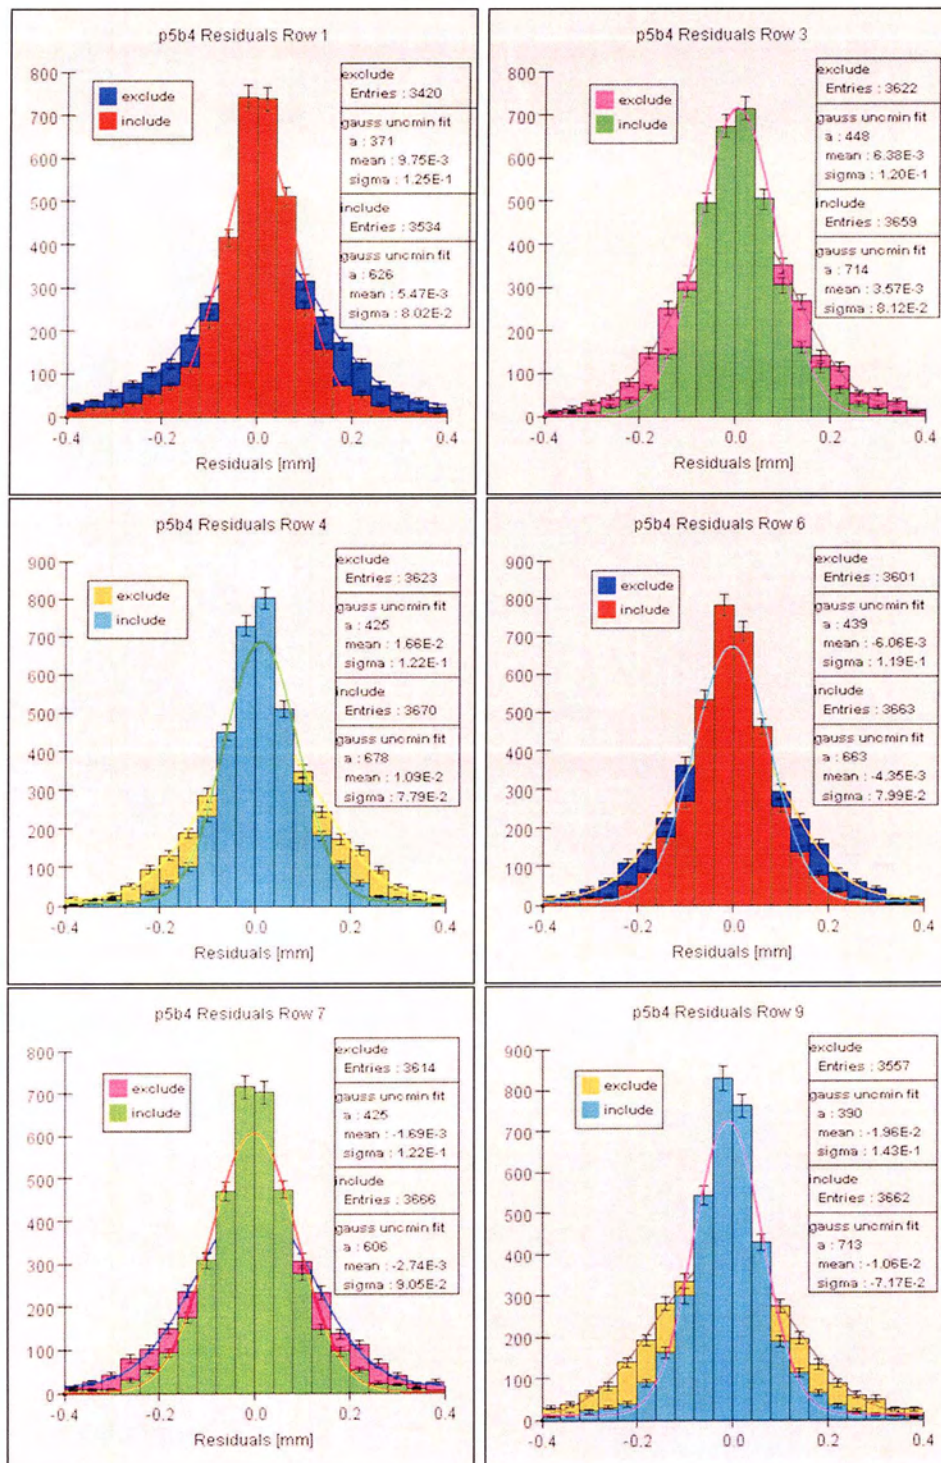 p5b4 Residuals Row 1
800
700
600
500
400
300
200
100
0
-0.4
-0.2
0.0
0.2
0.4
Residuals [mm]
exclude
include
exclude
Entries : 3420
gauss uncmin fit
a : 371
mean : 9.75E-3
sigma : 1.25E-1
include
Entries : 3534
gauss uncmin fit
a : 626
mean : 5.47E-3
sigma : 8.02E-2
p5b4 Residuals Row 3
800
700
600
500
400
300
200
100
0
-0.4
-0.2
0.0
0.2
0.4
Residuals [mm]
exclude
include
exclude
Entries : 3622
gauss uncmin fit
a : 448
mean : 6.38E-3
sigma : 1.20E-1
include
Entries : 3659
gauss uncmin fit
a : 714
mean : 3.57E-3
sigma : 8.12E-2
p5b4 Residuals Row 4
900
800
700
600
500
400
300
200
100
0
-0.4
-0.2
0.0
0.2
0.4
Residuals [mm]
exclude
include
exclude
Entries : 3623
gauss uncmin fit
a : 425
mean : 1.66E-2
sigma : 1.22E-1
include
Entries : 3670
gauss uncmin fit
a : 678
mean : 1.09E-2
sigma : 7.79E-2
p5b4 Residuals Row 6
900
800
700
600
500
400
300
200
100
0
-0.4
-0.2
0.0
0.2
0.4
Residuals [mm]
exclude
include
exclude
Entries : 3601
gauss uncmin fit
a : 439
mean : -6.06E-3
sigma : 1.19E-1
include
Entries : 3663
gauss uncmin fit
a : 663
mean : -4.35E-3
sigma : 7.99E-2
p5b4 Residuals Row 7
800
700
600
500
400
300
200
100
0
-0.4
-0.2
0.0
0.2
0.4
Residuals [mm]
exclude
include
exclude
Entries : 3614
gauss uncmin fit
a : 425
mean : -1.69E-3
sigma : 1.22E-1
include
Entries : 3666
gauss uncmin fit
a : 606
mean : -2.74E-3
sigma : 9.05E-2
p5b4 Residuals Row 9
900
800
700
600
500
400
300
200
100
0
-0.4
-0.2
0.0
0.2
0.4
Residuals [mm]
exclude
include
exclude
Entries : 3557
gauss uncmin fit
a : 390
mean : -1.96E-2
sigma : 1.43E-1
include
Entries : 3662
gauss uncmin fit
a : 713
mean : -1.06E-2
sigma : -7.17E-2